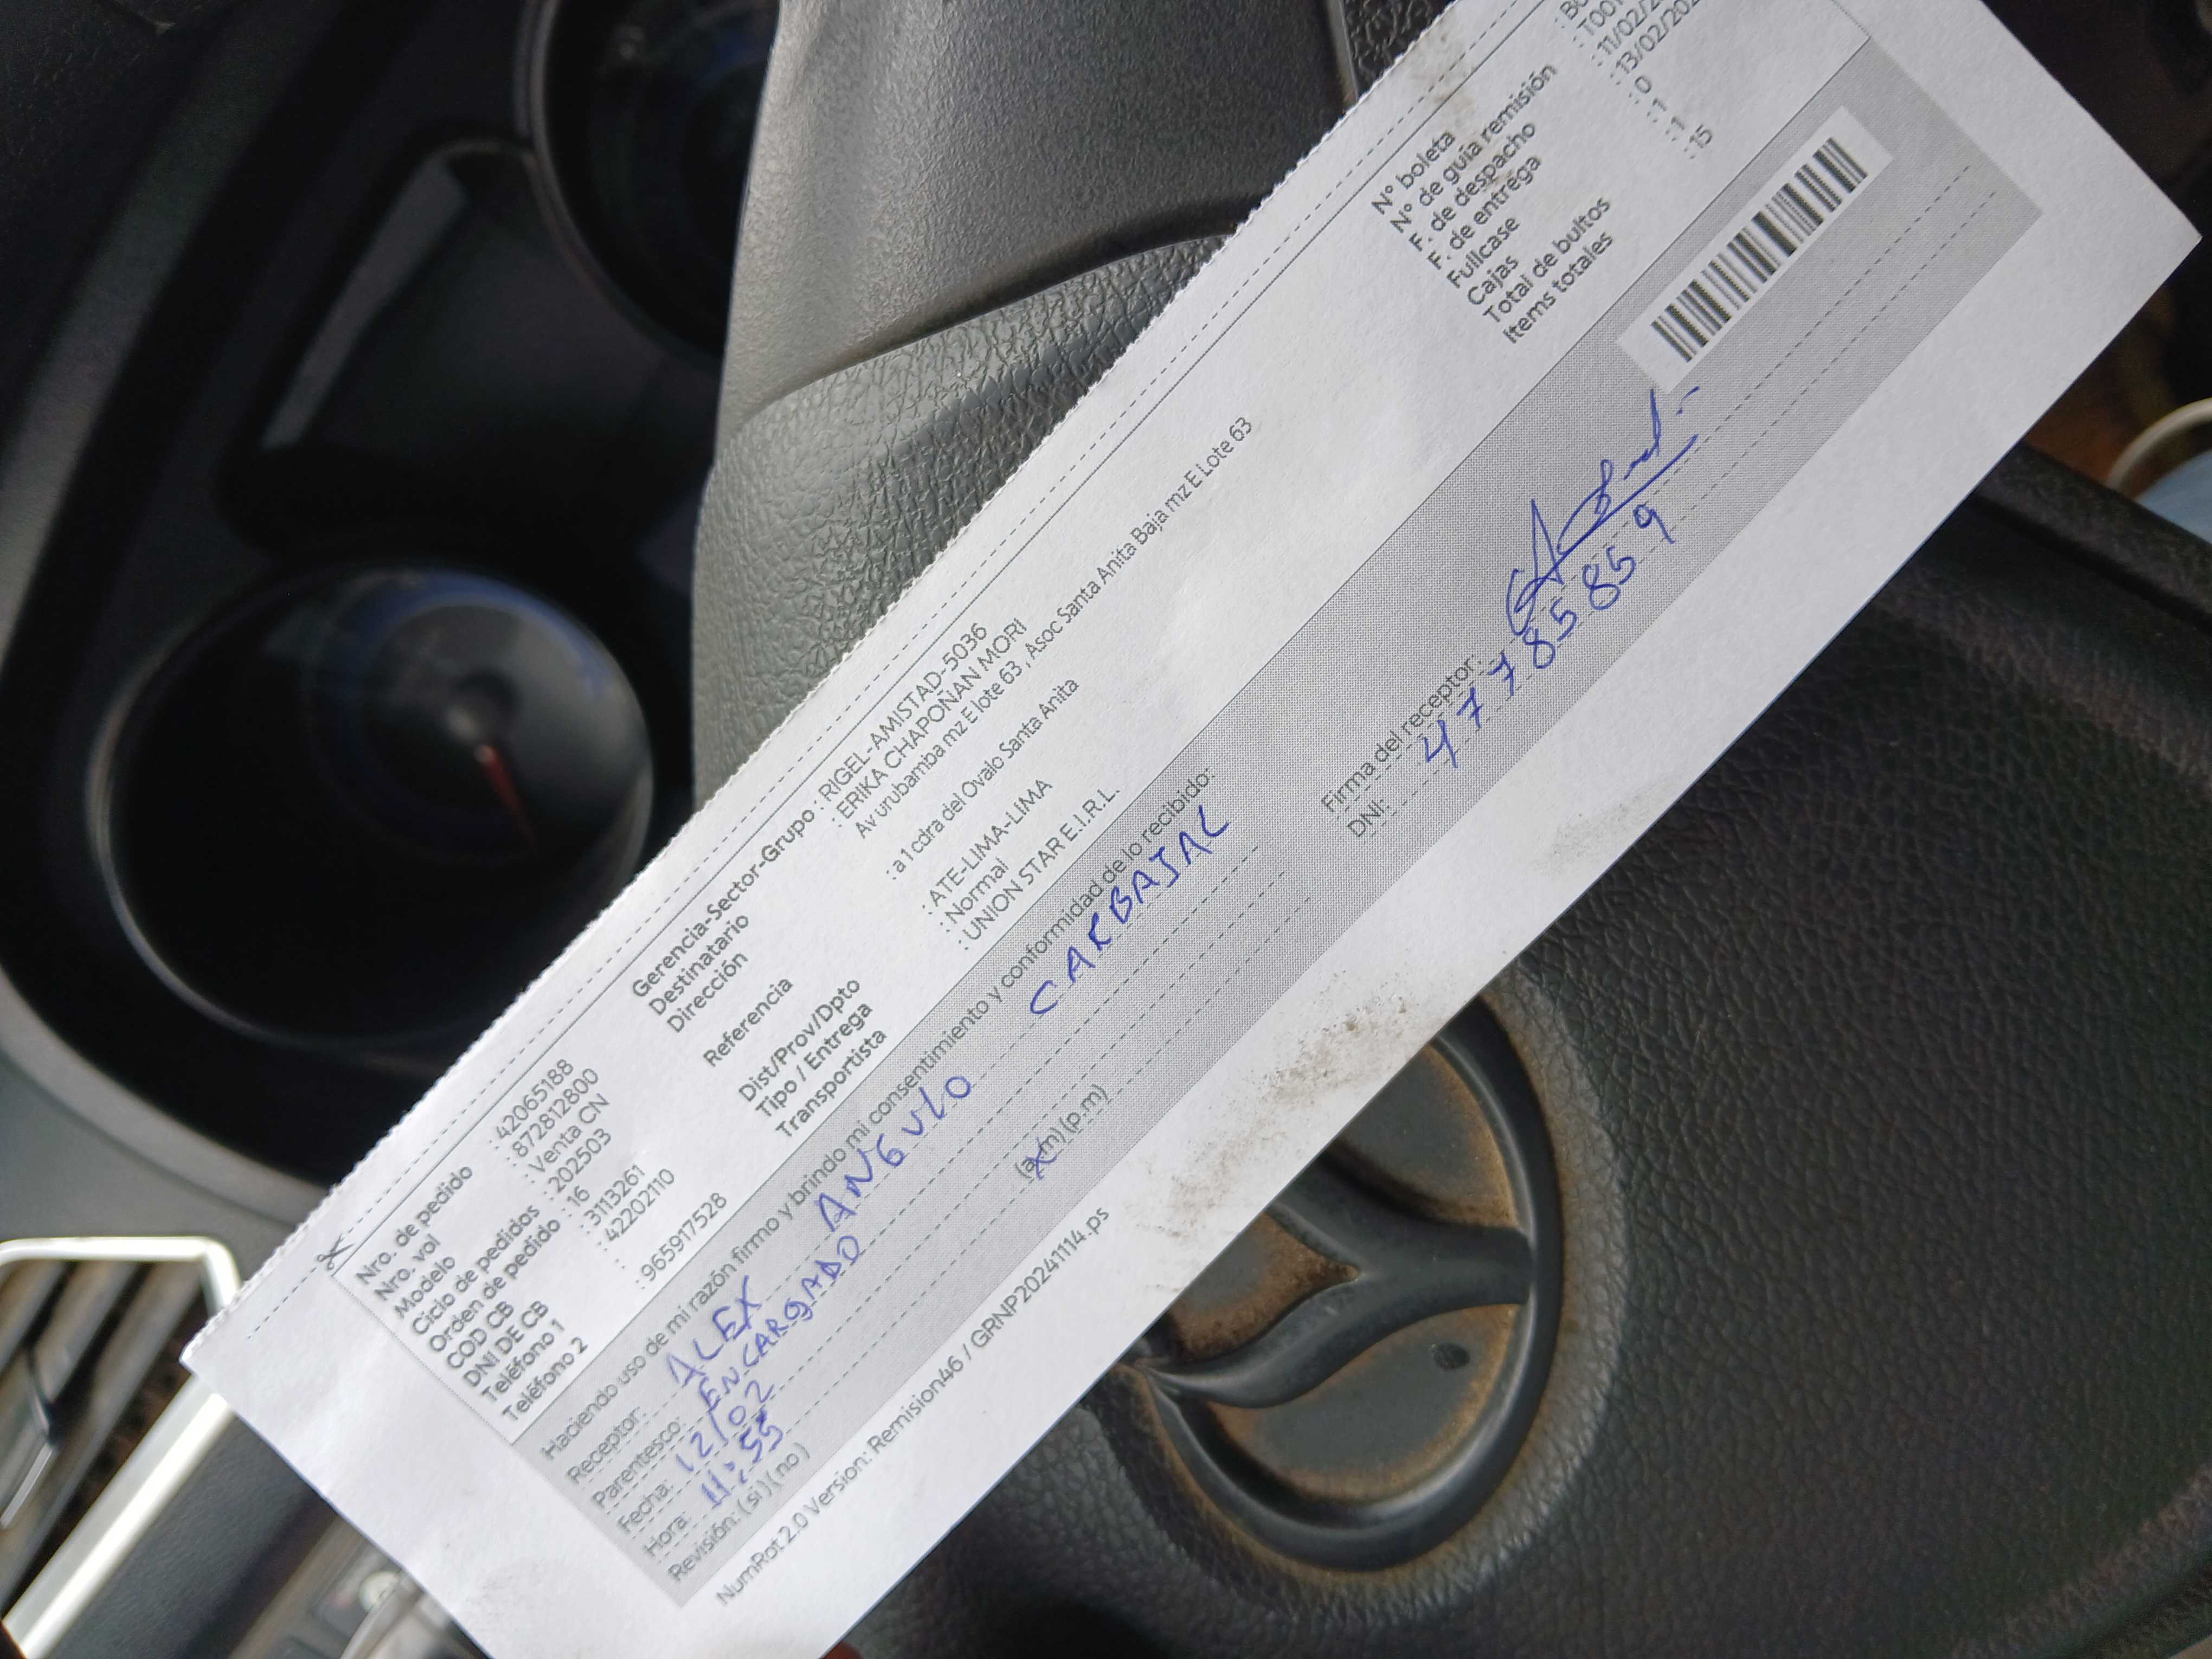 Nro. de pedido : 42065188
Nro. vol : 872812800
Modelo : Venta CN
Ciclo de pedidos : 202503
Orden de pedido : 16
COD CB : 3113261
DNI DE CB : 42202110
Teléfono 1
Teléfono 2 : 965917528
Gerencia-Sector-Grupo : RIGEL-AMISTAD-5036
Destinatario : ERIKA CHAPOÑAN MORI
Dirección : Av urubamba mz E lote 63 , Asoc Santa Anita Baja mz E Lote 63
Referencia : a 1 cdra del Ovalo Santa Anita
Dist/Prov/Dpto : ATE-LIMA-LIMA
Tipo / Entrega : Normal
Transportista : UNION STAR E.I.R.L.
N° boleta
N° de guía remisión : T001
F. de despacho : 11/02/
F. de entrega : 13/02/202
Fullcase : 0
Cajas : 1
Total de bultos : 1
Items totales : 15
Haciendo uso de mi razón firmo y brindo mi consentimiento y conformidad de lo recibido:
Receptor: ALEX ANGULO CARBAJAL
Parentesco: ENCARGADO
Fecha: 12/02
Hora: 11:55 (a.m) (p.m)
Revisión: ( si ) ( no )
Firma del receptor:
DNI: 47785859
NumRot 2.0 Version: Remision46 / GRNP20241114.ps